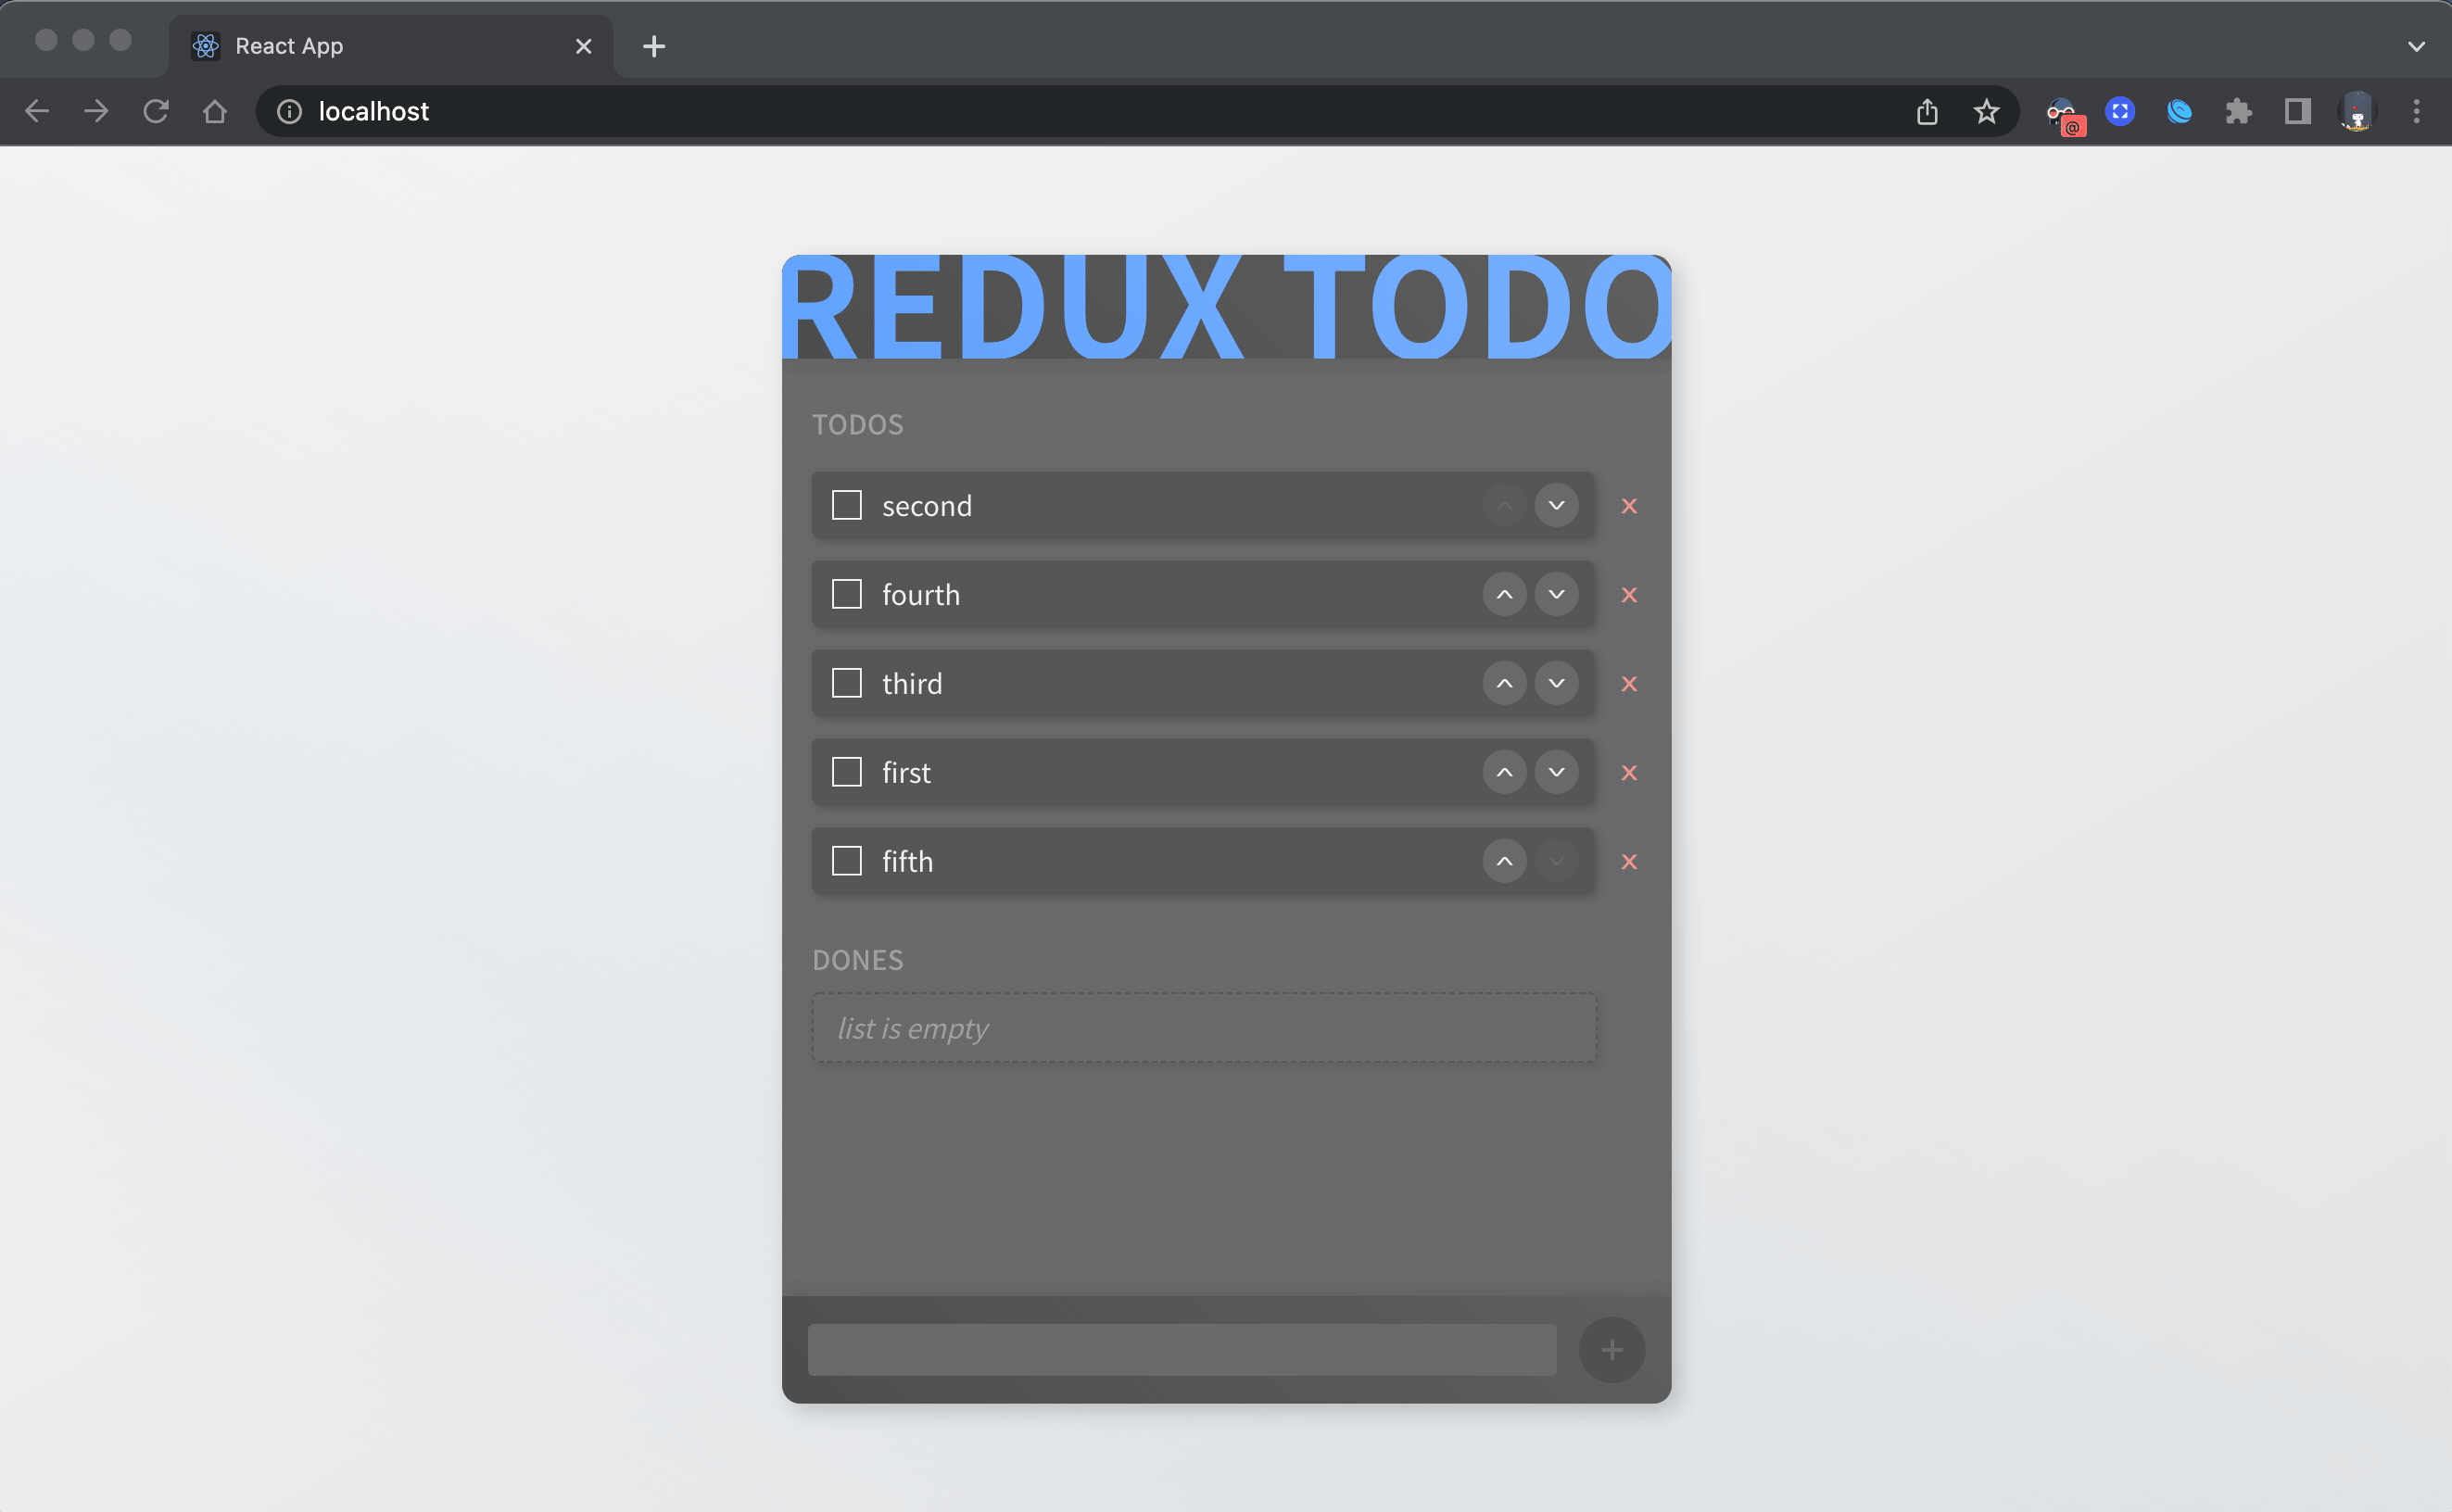 React App
localhost
@
REDUX TODO
TODOS
second
fourth
third
first
fifth
DONES
list is empty